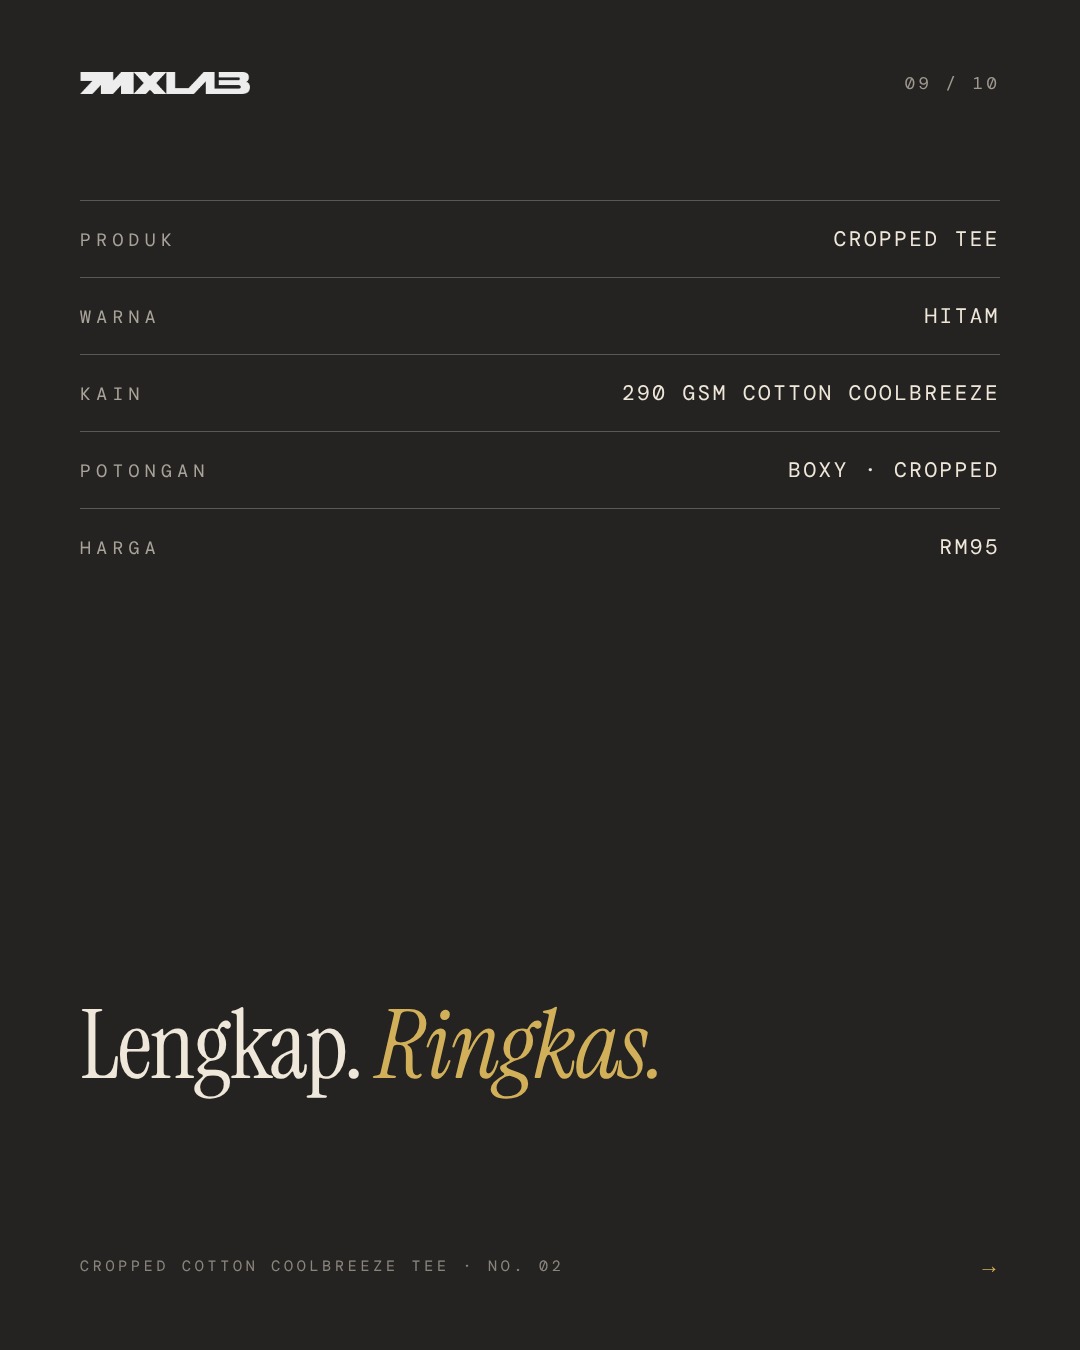 7MXLAB
09 / 10
PRODUK CROPPED TEE
WARNA HITAM
KAIN 290 GSM COTTON COOLBREEZE
POTONGAN BOXY · CROPPED
HARGA RM95
Lengkap. Ringkas.
CROPPED COTTON COOLBREEZE TEE · NO. 02 →